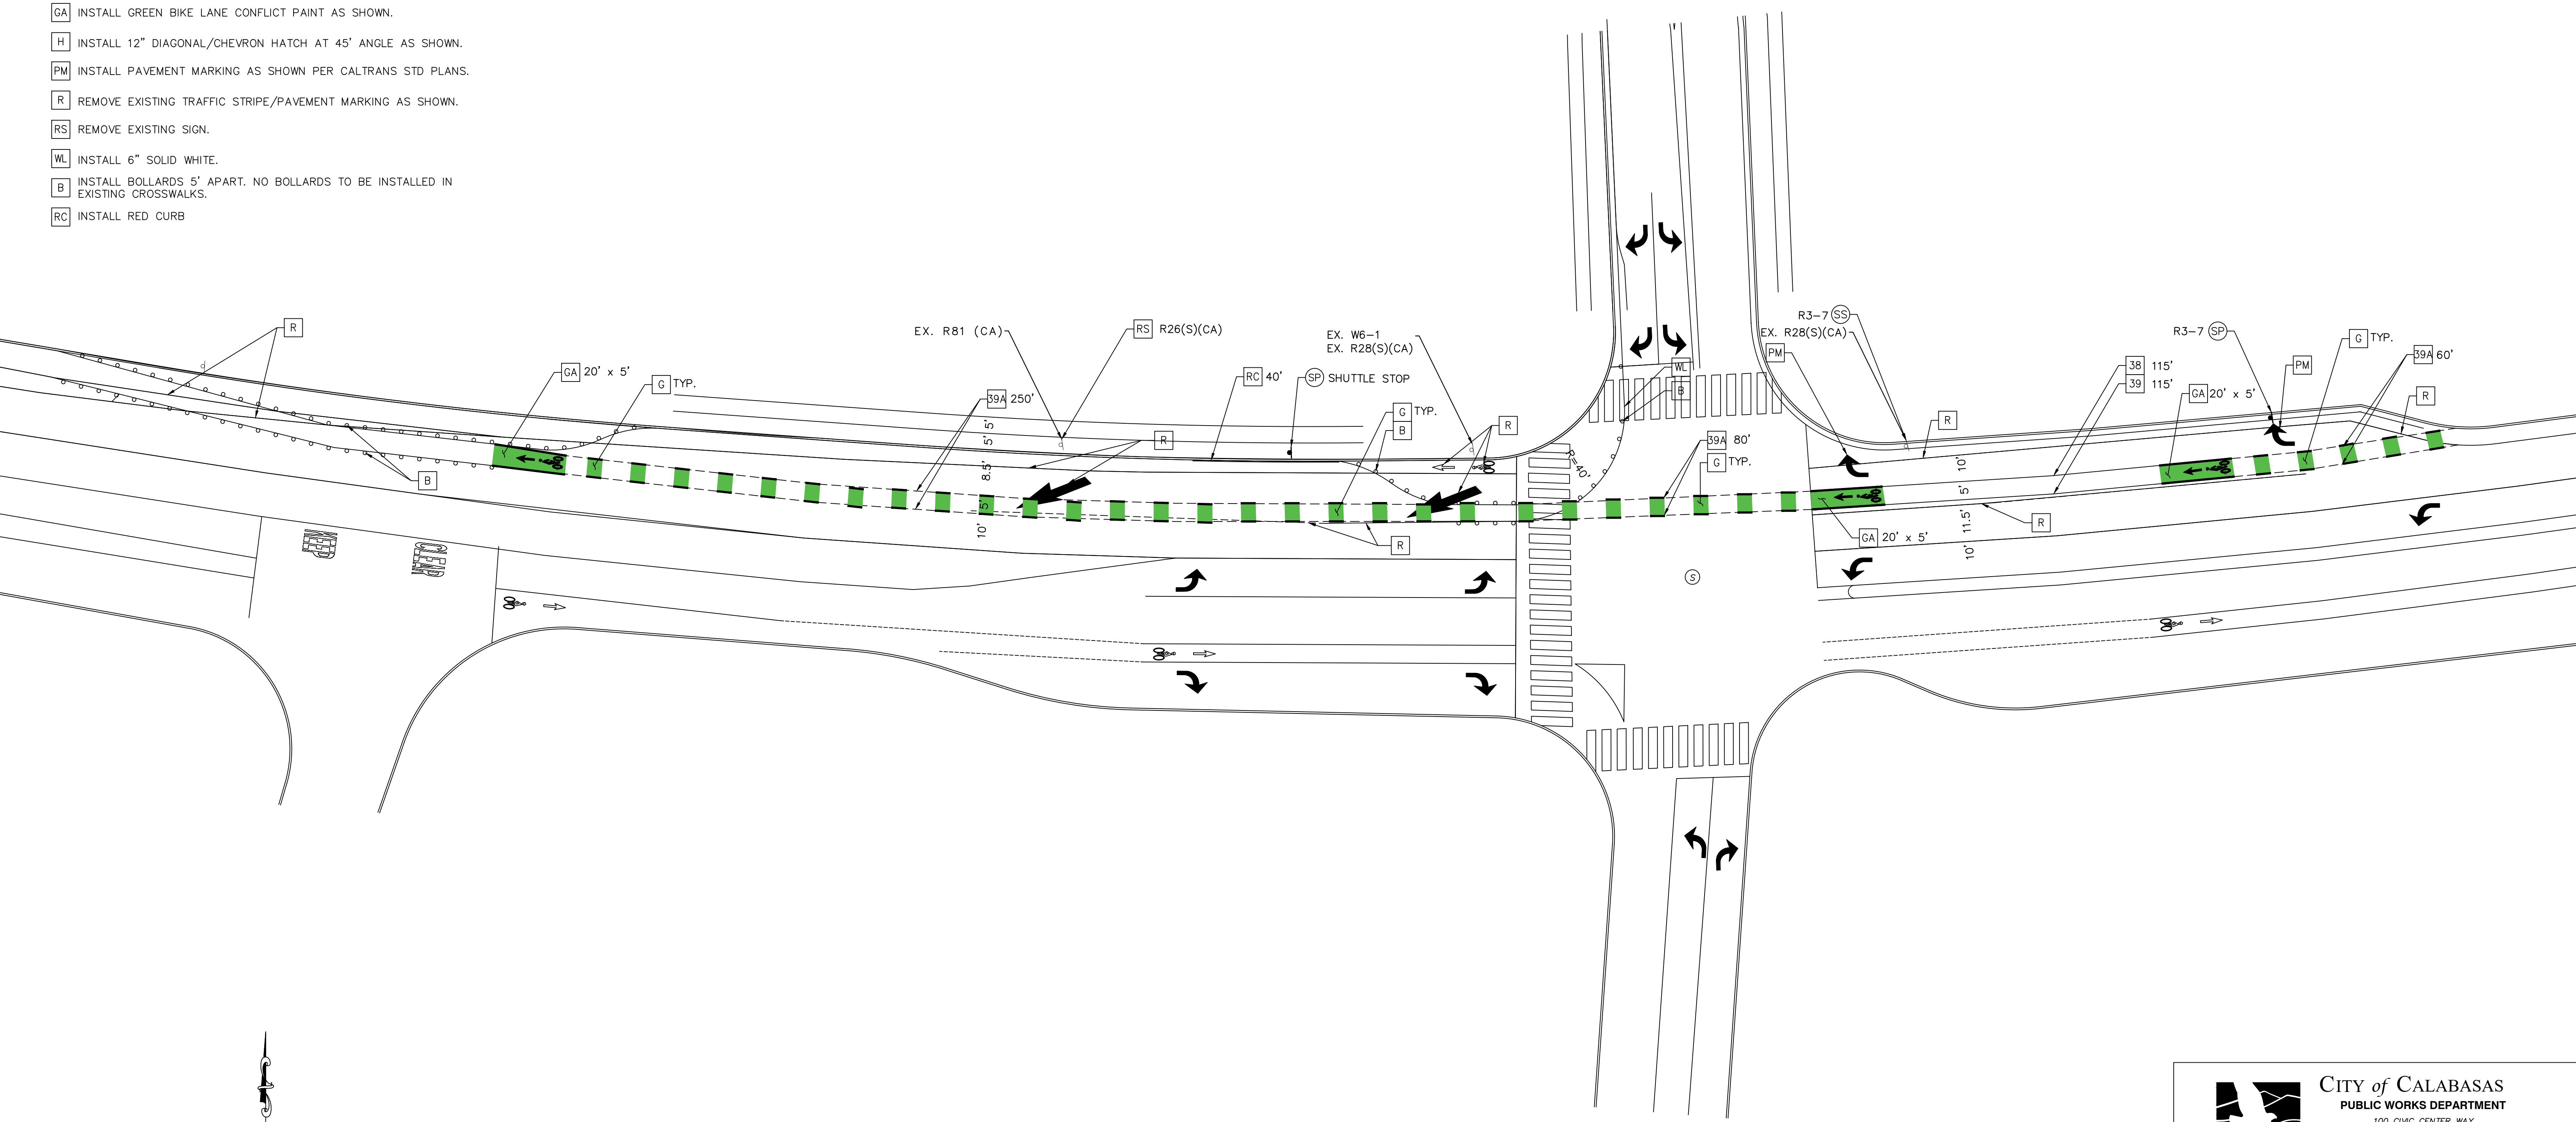 GA INSTALL GREEN BIKE LANE CONFLICT PAINT AS SHOWN.
H INSTALL 12" DIAGONAL/CHEVRON HATCH AT 45' ANGLE AS SHOWN.
PM INSTALL PAVEMENT MARKING AS SHOWN PER CALTRANS STD PLANS.
R REMOVE EXISTING TRAFFIC STRIPE/PAVEMENT MARKING AS SHOWN.
RS REMOVE EXISTING SIGN.
WL INSTALL 6" SOLID WHITE.
B INSTALL BOLLARDS 5' APART. NO BOLLARDS TO BE INSTALLED IN
EXISTING CROSSWALKS.
RC INSTALL RED CURB
R
GA 20' x 5'
G TYP.
B
EX. R81 (CA)
RS R26(S)(CA)
EX. W6-1
EX. R28(S)(CA)
RC 40'
SP SHUTTLE STOP
39A 250'
5'
5'
8.5'
5'
10'
R
G TYP.
B
R
R
R=40'
WL
B
39A 80'
G TYP.
R3-7 SS
EX. R28(S)(CA)
PM
R
38 115'
39 115'
GA 20' x 5'
R3-7 SP
PM
G TYP.
39A 60'
R
10'
5'
11.5'
10'
R
GA 20' x 5'
S
KEEP
CLEAR
CITY of CALABASAS
PUBLIC WORKS DEPARTMENT
100 CIVIC CENTER WAY